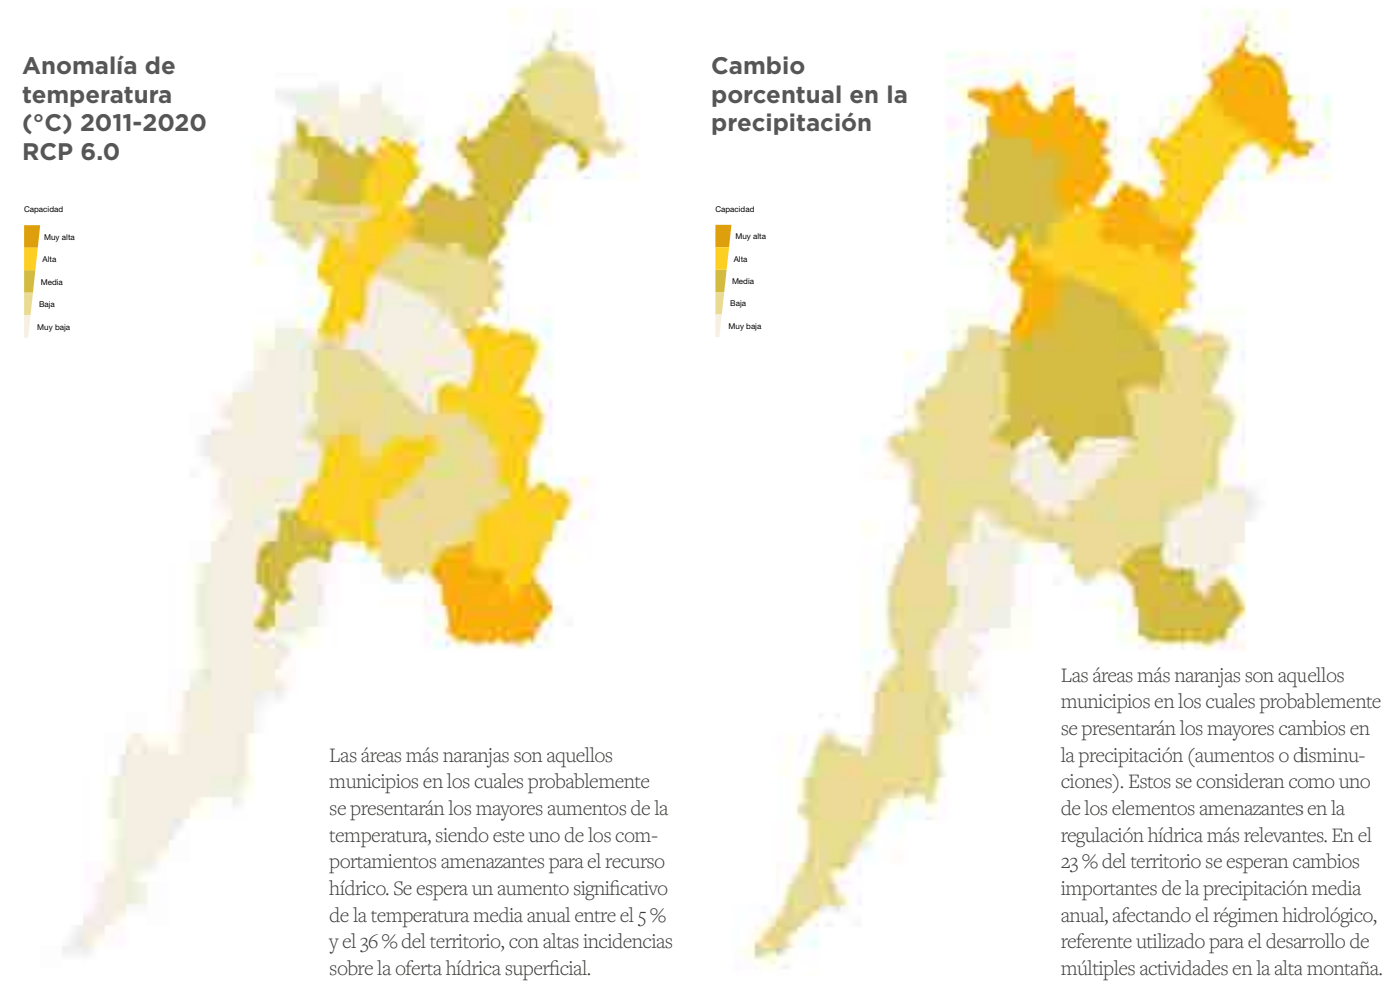 Anomalía de
temperatura
(°C) 2011-2020
RCP 6.0
Capacidad
Muy alta
Alta
Media
Baja
Muy baja
Las áreas más naranjas son aquellos
municipios en los cuales probablemente
se presentarán los mayores aumentos de la
temperatura, siendo este uno de los com-
portamientos amenazantes para el recurso
hídrico. Se espera un aumento significativo
de la temperatura media anual entre el 5 %
y el 36 % del territorio, con altas incidencias
sobre la oferta hídrica superficial.
Cambio
porcentual en la
precipitación
Capacidad
Muy alta
Alta
Media
Baja
Muy baja
Las áreas más naranjas son aquellos
municipios en los cuales probablemente
se presentarán los mayores cambios en
la precipitación (aumentos o disminu-
ciones). Estos se consideran como uno
de los elementos amenazantes en la
regulación hídrica más relevantes. En el
23 % del territorio se esperan cambios
importantes de la precipitación media
anual, afectando el régimen hidrológico,
referente utilizado para el desarrollo de
múltiples actividades en la alta montaña.